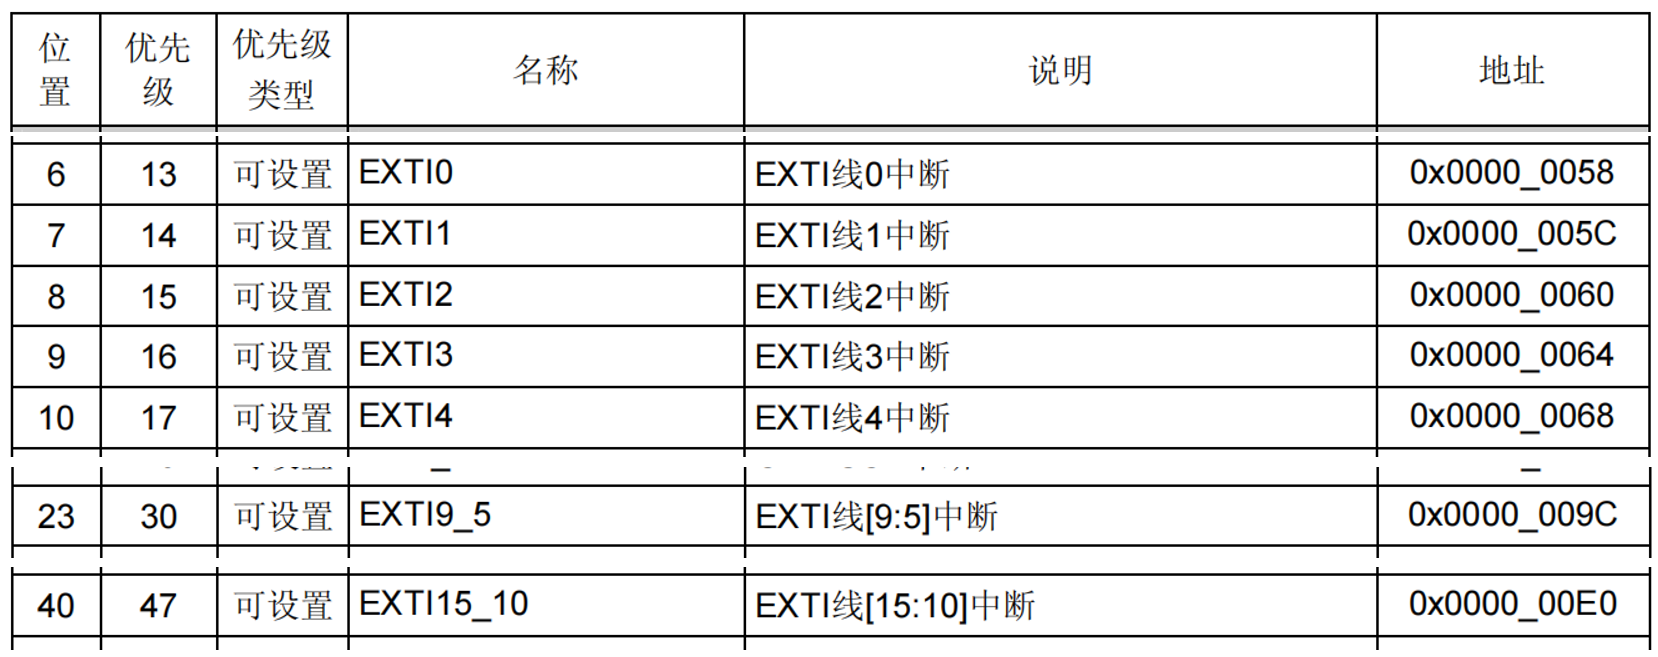 位置 优先级 优先级类型 名称 说明 地址
6 13 可设置 EXTI0 EXTI线0中断 0x0000_0058
7 14 可设置 EXTI1 EXTI线1中断 0x0000_005C
8 15 可设置 EXTI2 EXTI线2中断 0x0000_0060
9 16 可设置 EXTI3 EXTI线3中断 0x0000_0064
10 17 可设置 EXTI4 EXTI线4中断 0x0000_0068
23 30 可设置 EXTI9_5 EXTI线[9:5]中断 0x0000_009C
40 47 可设置 EXTI15_10 EXTI线[15:10]中断 0x0000_00E0